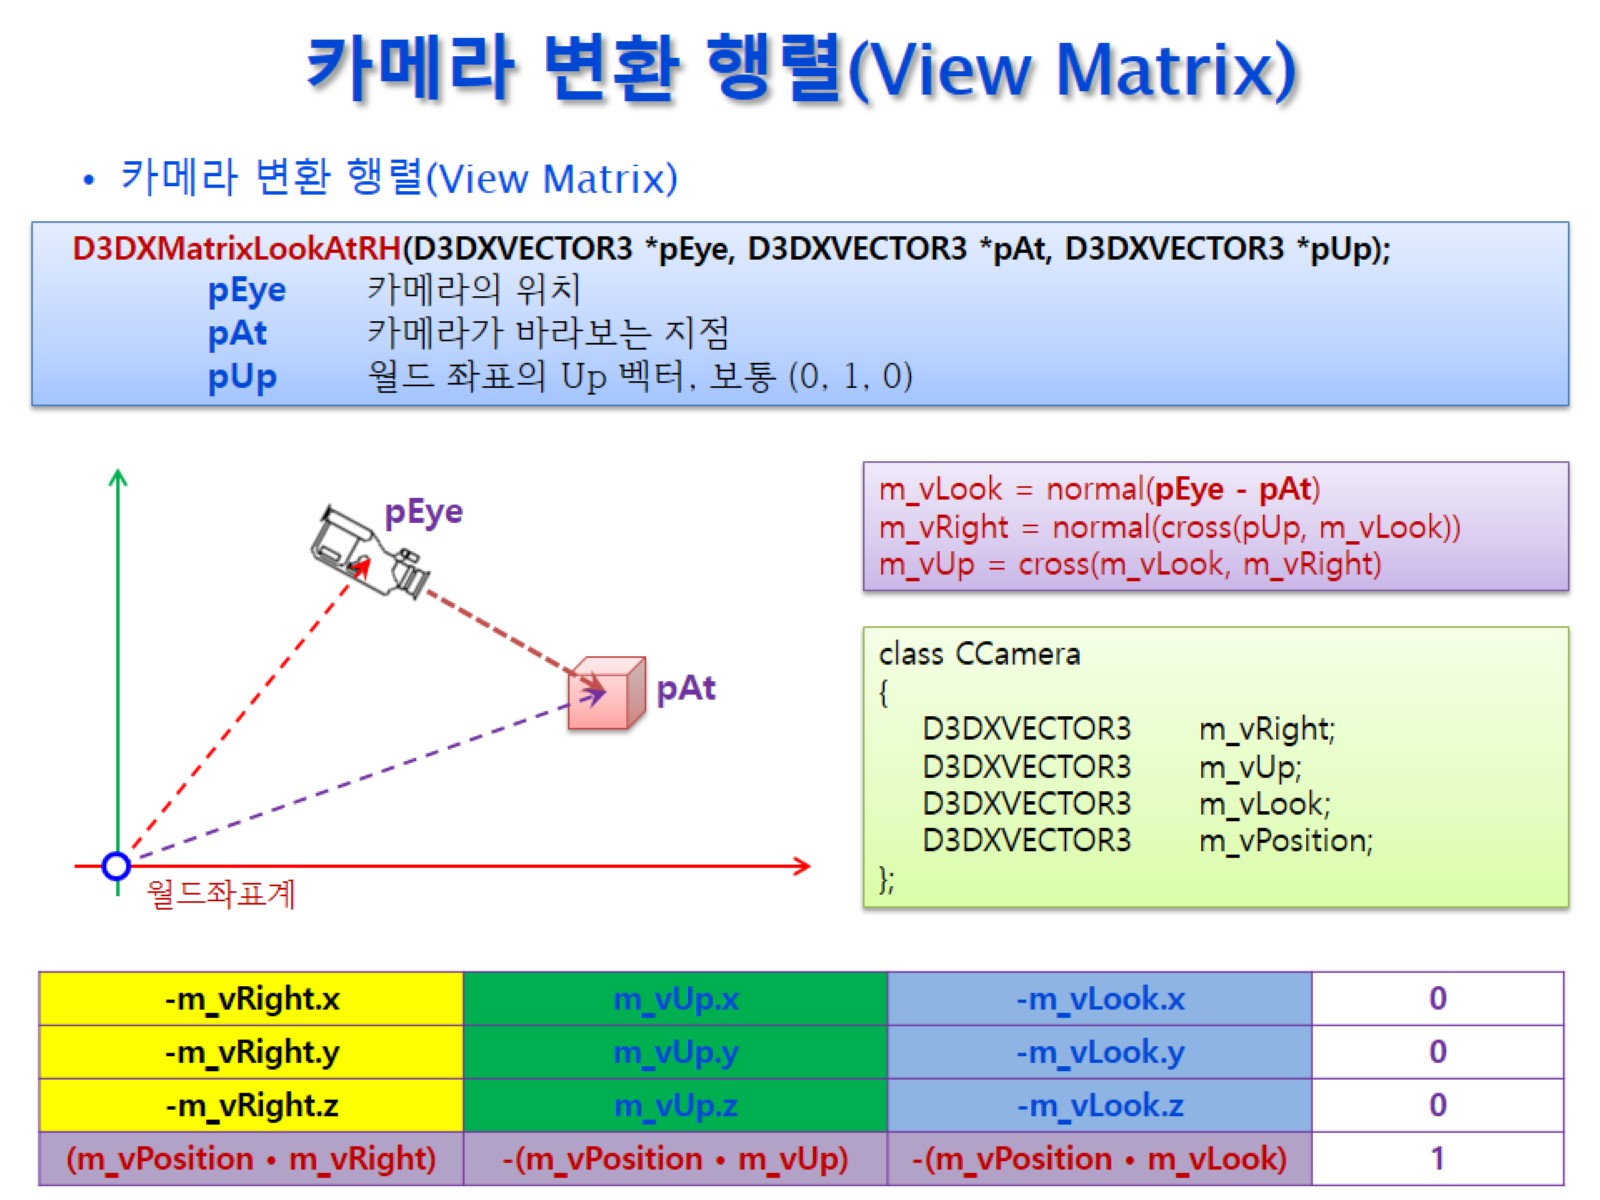 카메라 변환 행렬(View Matrix)
• 카메라 변환 행렬(View Matrix)
D3DXMatrixLookAtRH(D3DXVECTOR3 *pEye, D3DXVECTOR3 *pAt, D3DXVECTOR3 *pUp);
pEye 카메라의 위치
pAt 카메라가 바라보는 지점
pUp 월드 좌표의 Up 벡터, 보통 (0, 1, 0)
pEye
pAt
월드좌표계
m_vLook = normal(pEye - pAt)
m_vRight = normal(cross(pUp, m_vLook))
m_vUp = cross(m_vLook, m_vRight)
class CCamera
{
D3DXVECTOR3 m_vRight;
D3DXVECTOR3 m_vUp;
D3DXVECTOR3 m_vLook;
D3DXVECTOR3 m_vPosition;
};
-m_vRight.x m_vUp.x -m_vLook.x 0
-m_vRight.y m_vUp.y -m_vLook.y 0
-m_vRight.z m_vUp.z -m_vLook.z 0
(m_vPosition • m_vRight) -(m_vPosition • m_vUp) -(m_vPosition • m_vLook) 1